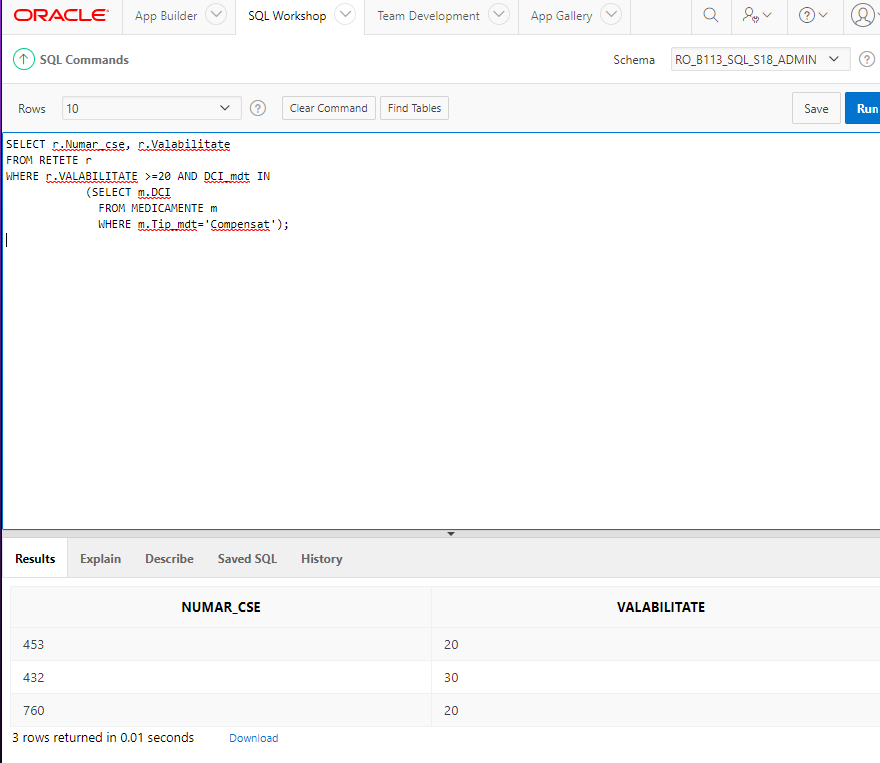 ORACLE App Builder SQL Workshop Team Development App Gallery
SQL Commands Schema RO_B113_SQL_S18_ADMIN
Rows 10 Clear Command Find Tables Save Run
SELECT r.Numar_cse, r.Valabilitate
FROM RETETE r
WHERE r.VALABILITATE >=20 AND DCI_mdt IN
(SELECT m.DCI
FROM MEDICAMENTE m
WHERE m.Tip_mdt='Compensat');
Results Explain Describe Saved SQL History
NUMAR_CSE VALABILITATE
453 20
432 30
760 20
3 rows returned in 0.01 seconds Download